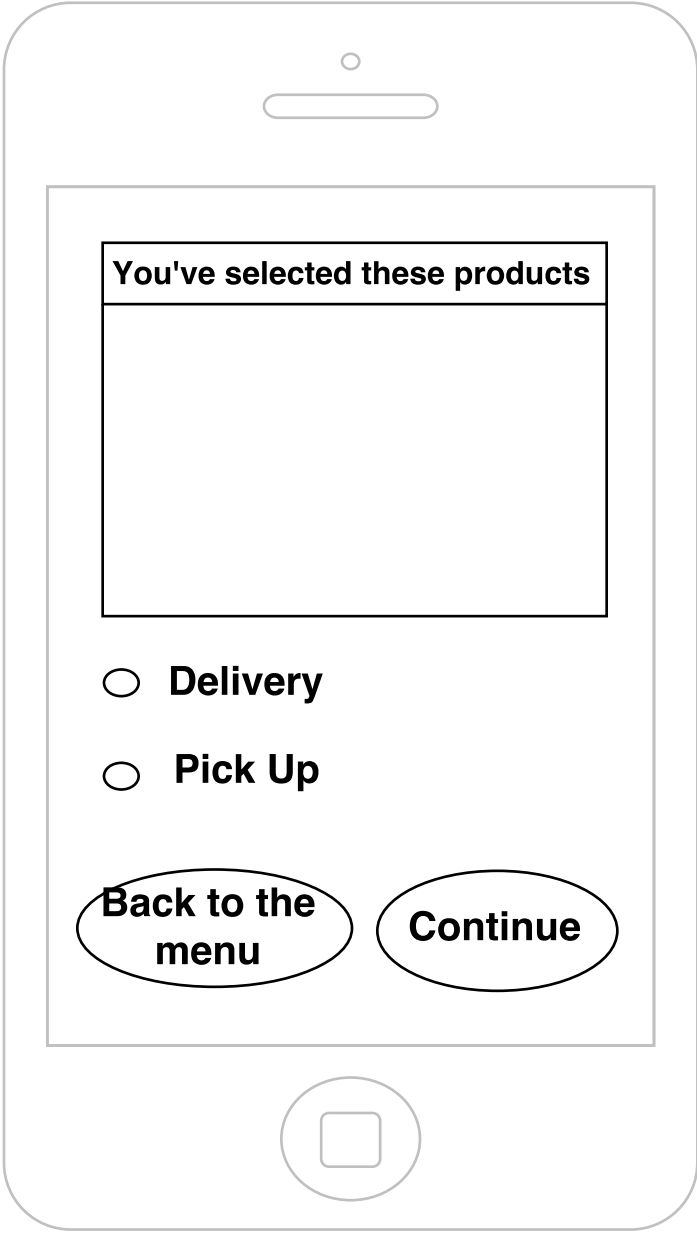 You've selected these products
Delivery
Pick Up
Back to the
menu
Continue